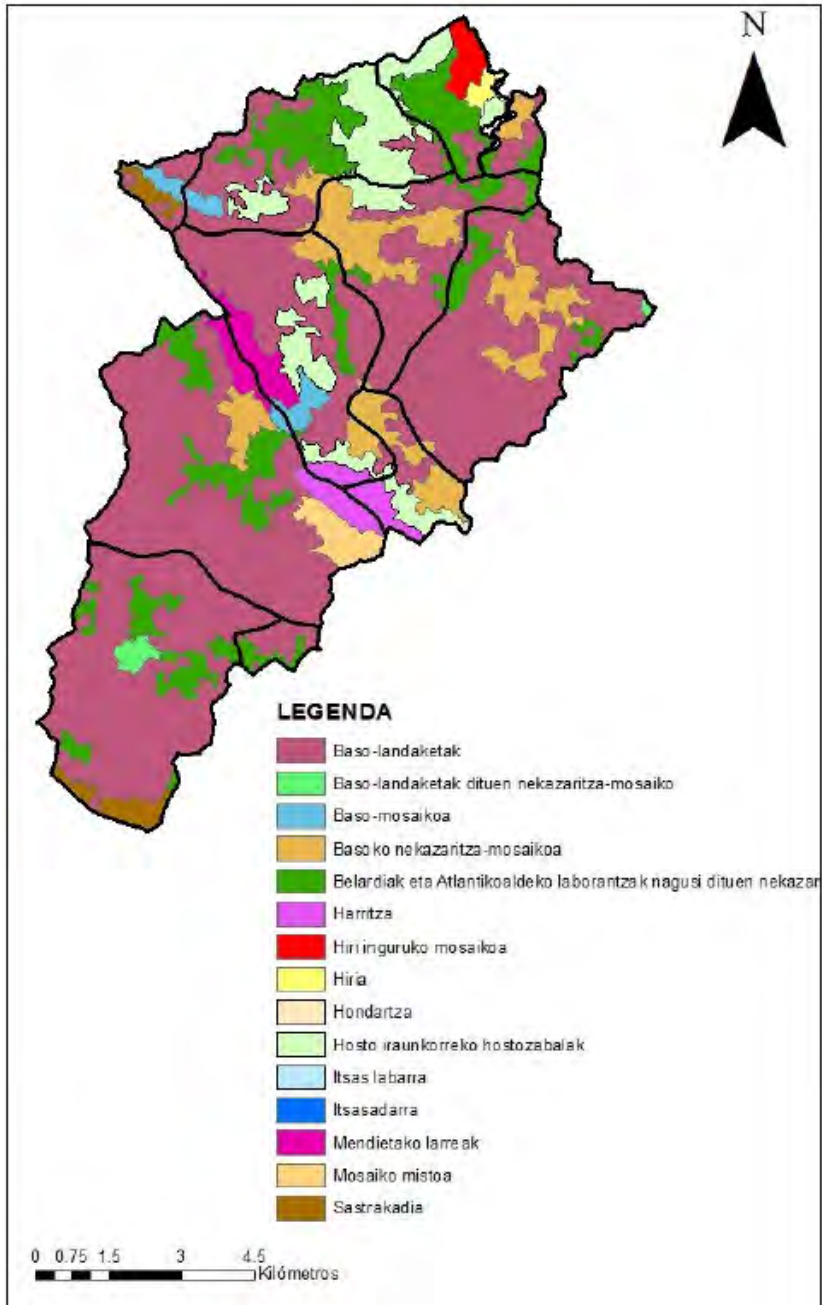 N
LEGENDA
Baso-landaketak
Baso-landaketak dituen nekazaritza-mosaiko
Baso-mosaikoa
Basoko nekazaritza-mosaikoa
Belardiak eta Atlantikoaldeko laborantzak nagusi dituen nekazar
Harritza
Hiri inguruko mosaikoa
Hiria
Hondartza
Hosto iraunkorreko hostozabalak
Itsas labarra
Itsasadarra
Mendietako larreak
Mosaiko mistoa
Sastrakadia
0 0.75 1.5 3 4.5
Kilómetros